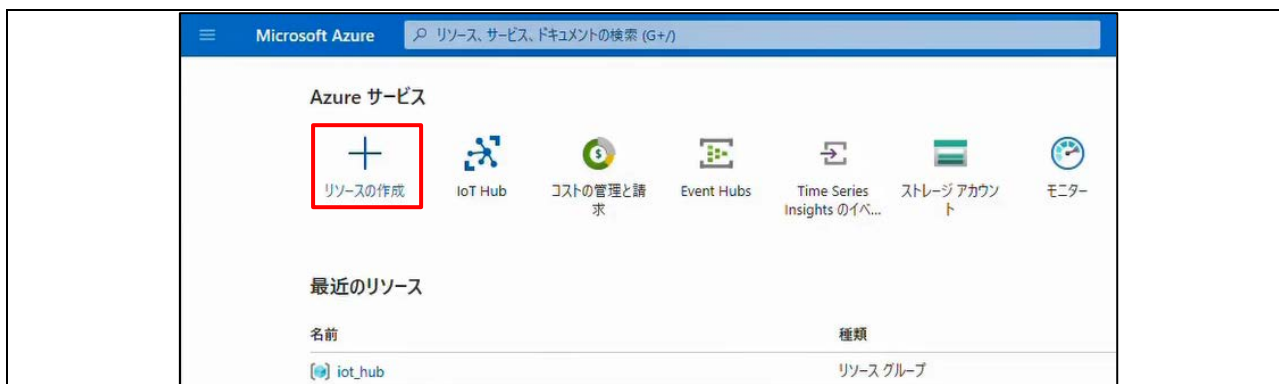 Microsoft Azure
リソース、サービス、ドキュメントの検索 (G+/)
Azure サービス
リソースの作成
IoT Hub
コストの管理と請
求
Event Hubs
Time Series
Insights のイベ...
ストレージ アカウン
ト
モニター
最近のリソース
名前
種類
iot_hub
リソース グループ